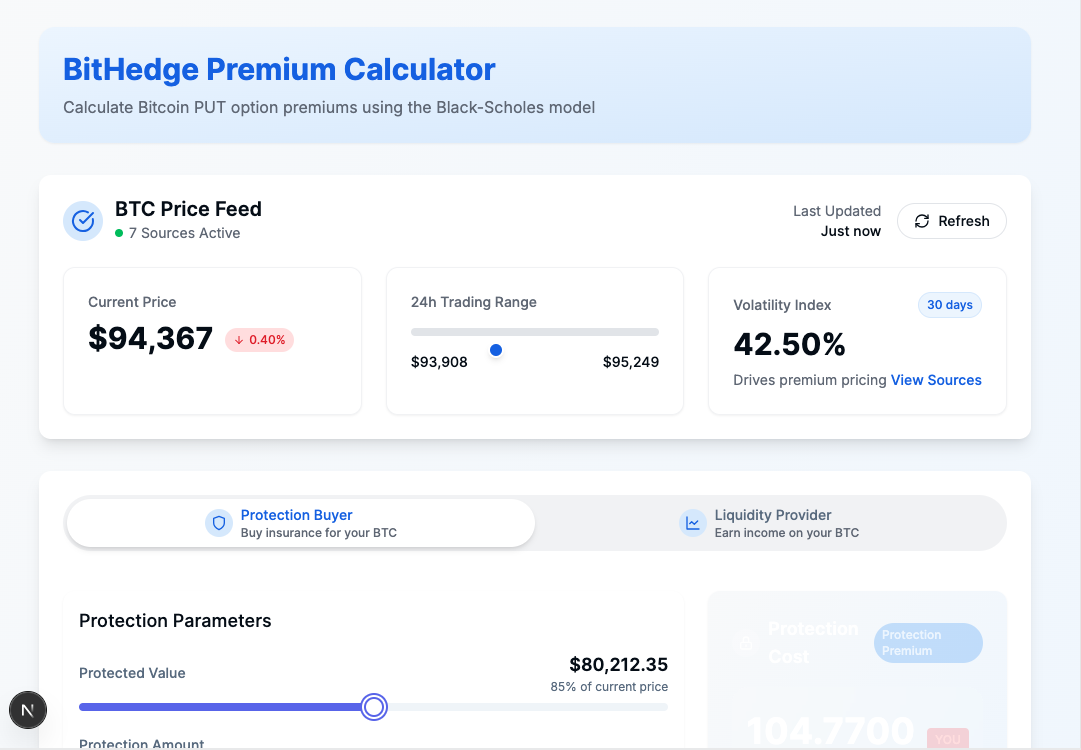 BitHedge Premium Calculator
Calculate Bitcoin PUT option premiums using the Black-Scholes model
BTC Price Feed
7 Sources Active
Last Updated
Just now
Refresh
Current Price
$94,367
↓ 0.40%
24h Trading Range
$93,908
$95,249
Volatility Index
30 days
42.50%
Drives premium pricing View Sources
Protection Buyer
Buy insurance for your BTC
Liquidity Provider
Earn income on your BTC
Protection Parameters
Protected Value
$80,212.35
85% of current price
Protection Amount
Protection
Cost
Protection
Premium
104.7700
YOU
N